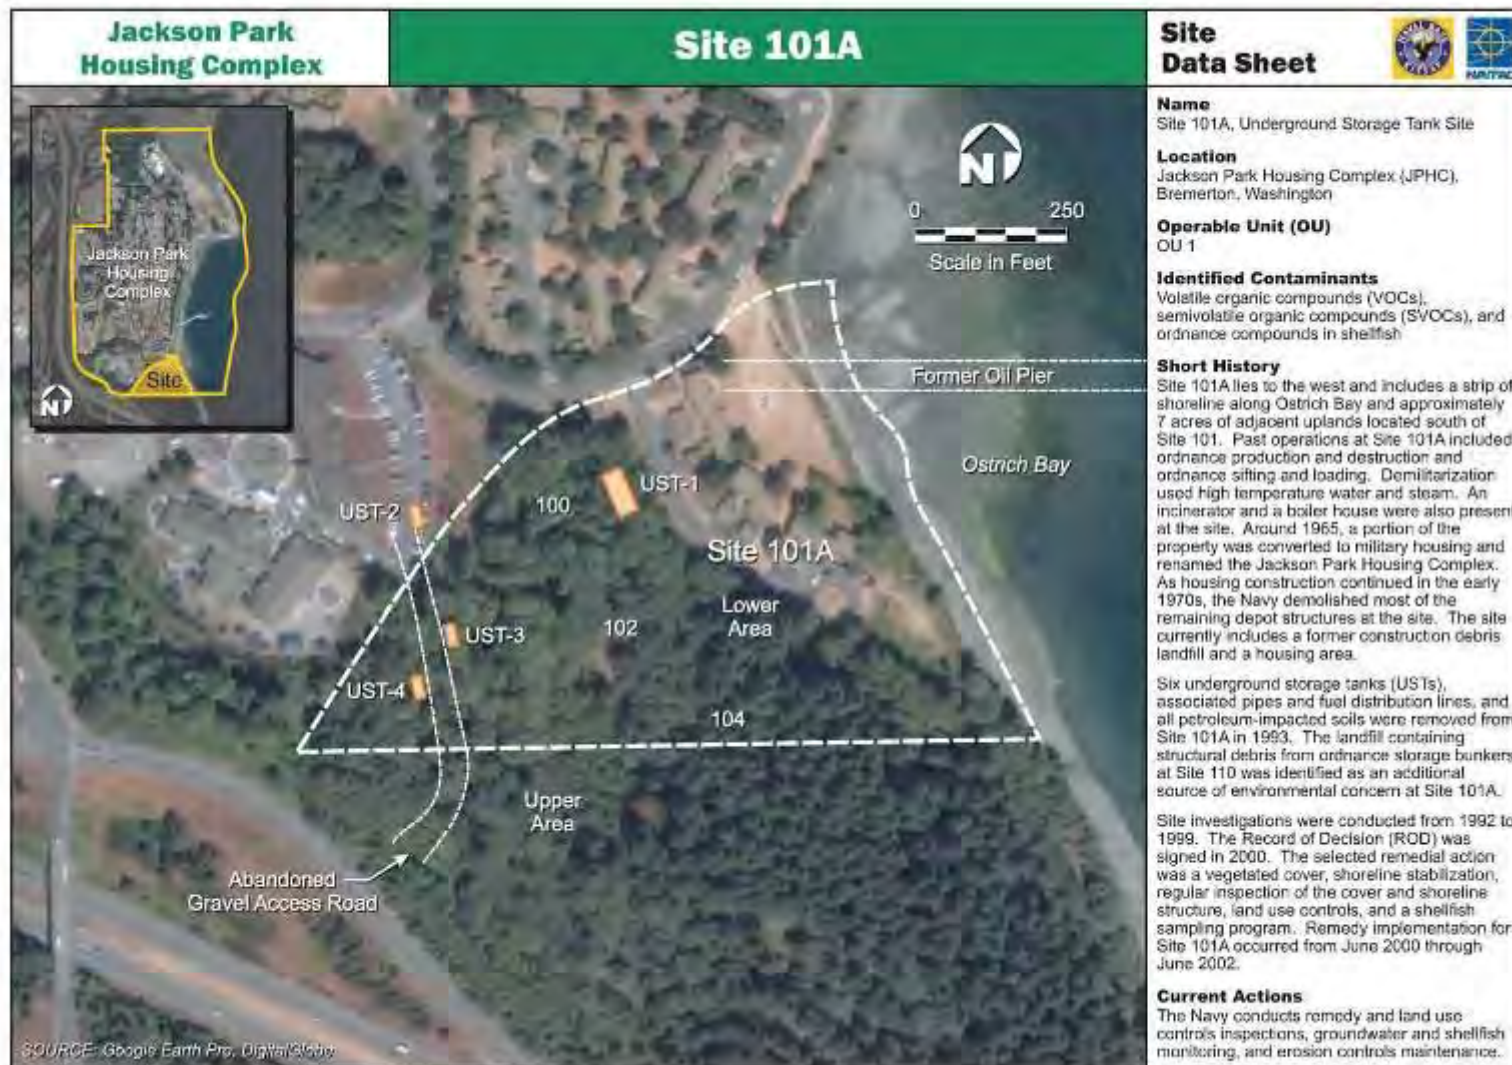 Jackson Park
Housing Complex
Site 101A
Site
Data Sheet
Jackson Park
Housing
Complex
Site
N
N
0 250
Scale in Feet
Former Oil Pier
Ostrich Bay
UST-1
100
UST-2
Site 101A
Lower
Area
102
UST-3
UST-4
104
Upper
Area
Abandoned
Gravel Access Road
SOURCE: Google Earth Pro, DigitalGlobe
Name
Site 101A, Underground Storage Tank Site
Location
Jackson Park Housing Complex (JPHC),
Bremerton, Washington
Operable Unit (OU)
OU 1
Identified Contaminants
Volatile organic compounds (VOCs),
semivolatile organic compounds (SVOCs), and
ordnance compounds in shellfish
Short History
Site 101A lies to the west and includes a strip of
shoreline along Ostrich Bay and approximately
7 acres of adjacent uplands located south of
Site 101. Past operations at Site 101A included
ordnance production and destruction and
ordnance sifting and loading. Demilitarization
used high temperature water and steam. An
incinerator and a boiler house were also present
at the site. Around 1965, a portion of the
property was converted to military housing and
renamed the Jackson Park Housing Complex.
As housing construction continued in the early
1970s, the Navy demolished most of the
remaining depot structures at the site. The site
currently includes a former construction debris
landfill and a housing area.
Six underground storage tanks (USTs),
associated pipes and fuel distribution lines, and
all petroleum-impacted soils were removed from
Site 101A in 1993. The landfill containing
structural debris from ordnance storage bunkers
at Site 110 was identified as an additional
source of environmental concern at Site 101A.
Site investigations were conducted from 1992 to
1999. The Record of Decision (ROD) was
signed in 2000. The selected remedial action
was a vegetated cover, shoreline stabilization,
regular inspection of the cover and shoreline
structure, land use controls, and a shellfish
sampling program. Remedy implementation for
Site 101A occurred from June 2000 through
June 2002.
Current Actions
The Navy conducts remedy and land use
controls inspections, groundwater and shellfish
monitoring, and erosion controls maintenance.